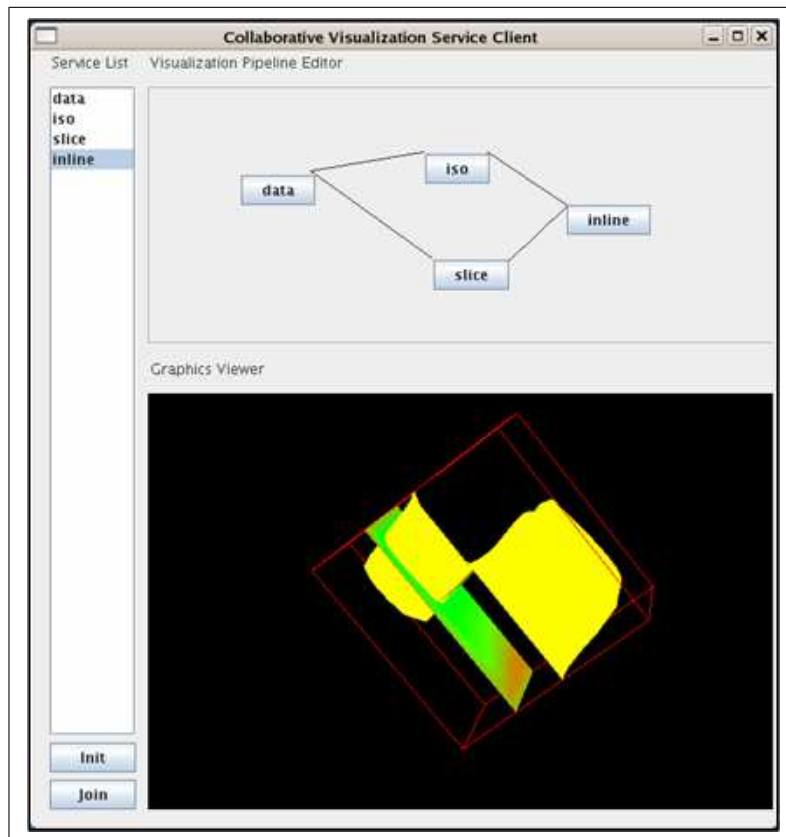 Collaborative Visualization Service Client
Service List Visualization Pipeline Editor
data
iso
slice
inline
data
iso
inline
slice
Graphics Viewer
Init
Join